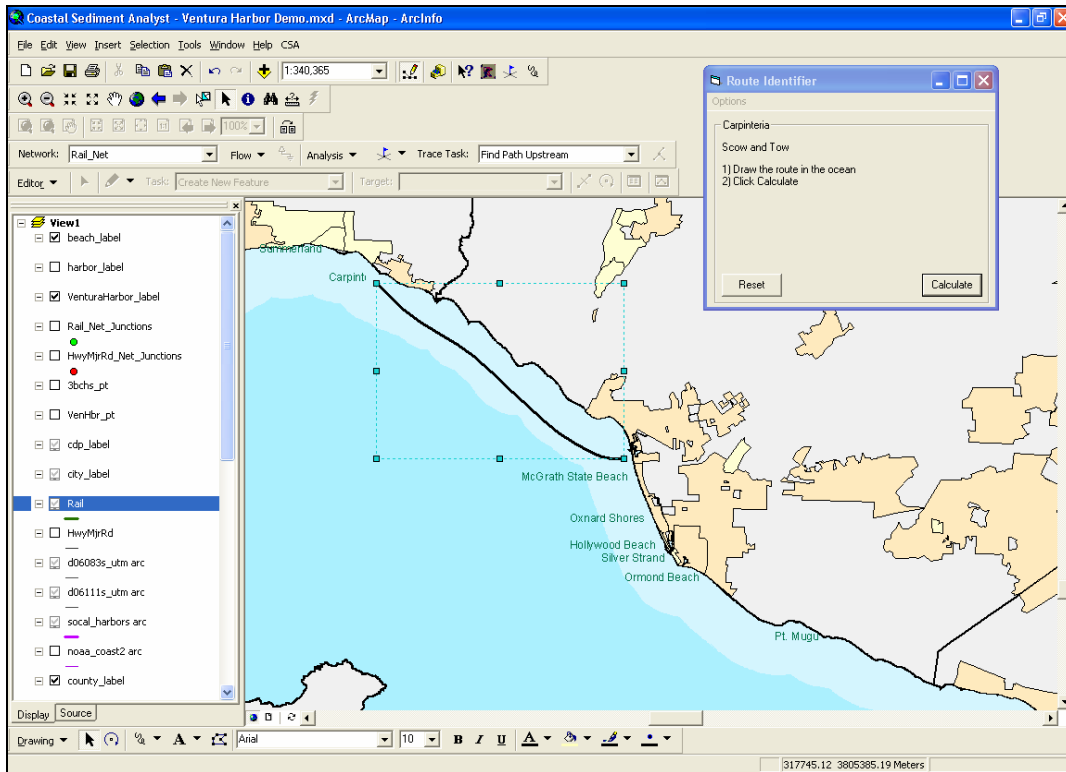 Coastal Sediment Analyst - Ventura Harbor Demo.mxd - ArcMap - ArcInfo
File Edit View Insert Selection Tools Window Help CSA
1:340,365
100%
Network: Rail_Net Flow Analysis Trace Task: Find Path Upstream
Editor Task: Create New Feature Target:
Route Identifier
Options
Carpinteria
Scow and Tow
1) Draw the route in the ocean
2) Click Calculate
Reset Calculate
View1
beach_label
harbor_label
VenturaHarbor_label
Rail_Net_Junctions
HwyMjrRd_Net_Junctions
3bchs_pt
VenHbr_pt
cdp_label
city_label
Rail
HwyMjrRd
d06083s_utm arc
d06111s_utm arc
socal_harbors arc
noaa_coast2 arc
county_label
Display Source
Summerland
Carpint
McGrath State Beach
Oxnard Shores
Hollywood Beach
Silver Strand
Ormond Beach
Pt. Mugu
Drawing A Arial 10 B I U A
317745.12 3805385.19 Meters